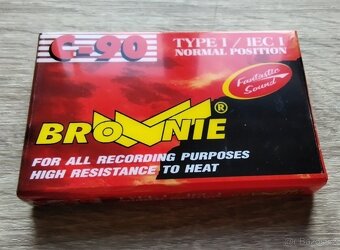 C-90
TYPE I / IEC I
NORMAL POSITION
Fantastic
Sound
BROWNIE®
FOR ALL RECORDING PURPOSES
HIGH RESISTANCE TO HEAT